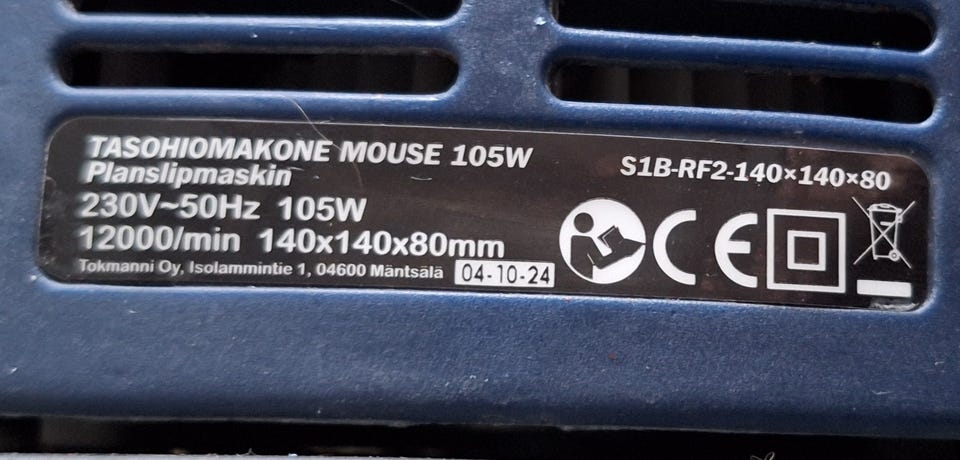 TASOHIOMAKONE MOUSE 105W
S1B-RF2-140×140×80
Planslipmaskin
230V~50Hz 105W
12000/min 140x140x80mm
Tokmanni Oy, Isolammintie 1, 04600 Mäntsälä 04-10-24
CE